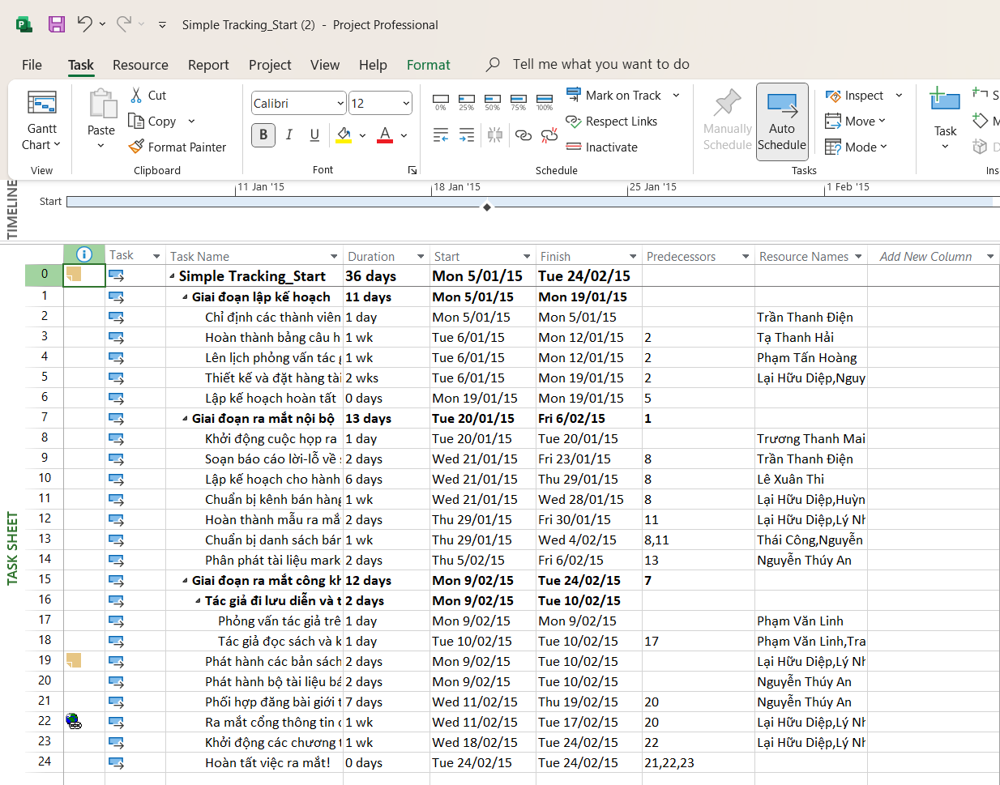 Simple Tracking_Start (2) - Project Professional
File Task Resource Report Project View Help Format Tell me what you want to do
Gantt Chart
View
Paste
Cut
Copy
Format Painter
Clipboard
Calibri 12
B I U A
Font
0% 25% 50% 75% 100%
Mark on Track
Respect Links
Inactivate
Schedule
Manually Schedule
Auto Schedule
Inspect
Move
Mode
Tasks
Task
S
M
D
Ins
TIMELINE
11 Jan '15 18 Jan '15 25 Jan '15 1 Feb '15
Start
TASK SHEET
Task Task Name Duration Start Finish Predecessors Resource Names Add New Column
0 Simple Tracking_Start 36 days Mon 5/01/15 Tue 24/02/15
1 Giai đoạn lập kế hoạch 11 days Mon 5/01/15 Mon 19/01/15
2 Chỉ định các thành viên 1 day Mon 5/01/15 Mon 5/01/15 Trần Thanh Điện
3 Hoàn thành bảng câu h 1 wk Tue 6/01/15 Mon 12/01/15 2 Tạ Thanh Hải
4 Lên lịch phỏng vấn tác g 1 wk Tue 6/01/15 Mon 12/01/15 2 Phạm Tấn Hoàng
5 Thiết kế và đặt hàng tài 2 wks Tue 6/01/15 Mon 19/01/15 2 Lại Hữu Diệp,Nguy
6 Lập kế hoạch hoàn tất 0 days Mon 19/01/15 Mon 19/01/15 5
7 Giai đoạn ra mắt nội bộ 13 days Tue 20/01/15 Fri 6/02/15 1
8 Khởi động cuộc họp ra 1 day Tue 20/01/15 Tue 20/01/15 Trương Thanh Mai
9 Soạn báo cáo lời-lỗ về 2 days Wed 21/01/15 Fri 23/01/15 8 Trần Thanh Điện
10 Lập kế hoạch cho hành 6 days Wed 21/01/15 Thu 29/01/15 8 Lê Xuân Thi
11 Chuẩn bị kênh bán hàng 1 wk Wed 21/01/15 Wed 28/01/15 8 Lại Hữu Diệp,Huỳn
12 Hoàn thành mẫu ra mắ 2 days Thu 29/01/15 Fri 30/01/15 11 Lại Hữu Diệp,Lý Nh
13 Chuẩn bị danh sách bán 1 wk Thu 29/01/15 Wed 4/02/15 8,11 Thái Công,Nguyễn
14 Phân phát tài liệu mark 2 days Thu 5/02/15 Fri 6/02/15 13 Nguyễn Thúy An
15 Giai đoạn ra mắt công kh 12 days Mon 9/02/15 Tue 24/02/15 7
16 Tác giả đi lưu diễn và t 2 days Mon 9/02/15 Tue 10/02/15
17 Phỏng vấn tác giả trê 1 day Mon 9/02/15 Mon 9/02/15 Phạm Văn Linh
18 Tác giả đọc sách và k 1 day Tue 10/02/15 Tue 10/02/15 17 Phạm Văn Linh,Tra
19 Phát hành các bản sách 2 days Mon 9/02/15 Tue 10/02/15 Lại Hữu Diệp,Lý Nh
20 Phát hành bộ tài liệu bá 2 days Mon 9/02/15 Tue 10/02/15 Nguyễn Thúy An
21 Phối hợp đăng bài giới t 7 days Wed 11/02/15 Thu 19/02/15 20 Nguyễn Thúy An
22 Ra mắt cổng thông tin 1 wk Wed 11/02/15 Tue 17/02/15 20 Lại Hữu Diệp,Lý Nh
23 Khởi động các chương t 1 wk Wed 18/02/15 Tue 24/02/15 22 Lại Hữu Diệp,Lý Nh
24 Hoàn tất việc ra mắt! 0 days Tue 24/02/15 Tue 24/02/15 21,22,23